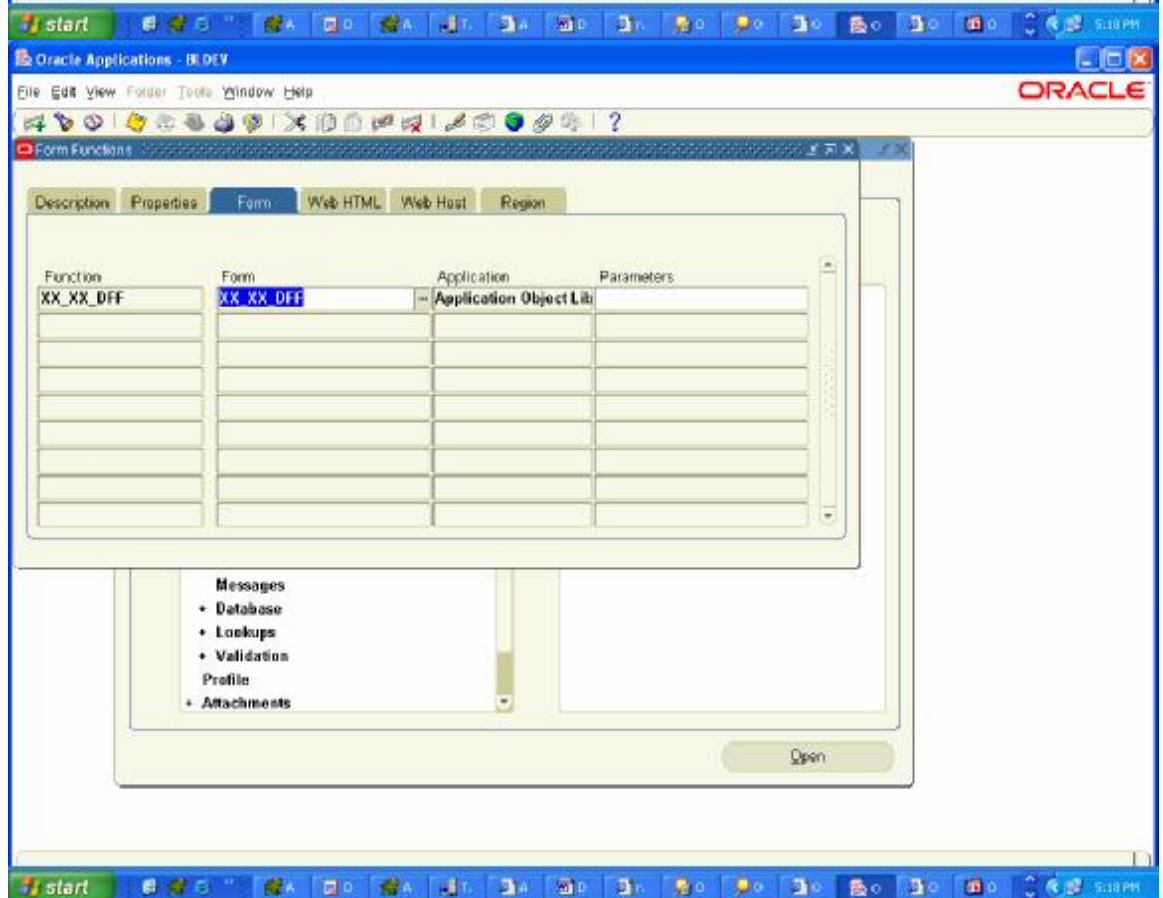 start 5:18 PM
Oracle Applications - BLDEV
File Edit View Folder Tools Window Help
ORACLE
Form Functions
Description Properties Form Web HTML Web Host Region
Function Form Application Parameters
XX_XX_DFF XX_XX_DFF Application Object Lib
Messages
+ Database
+ Lookups
+ Validation
Profile
+ Attachments
Open
start 5:18 PM